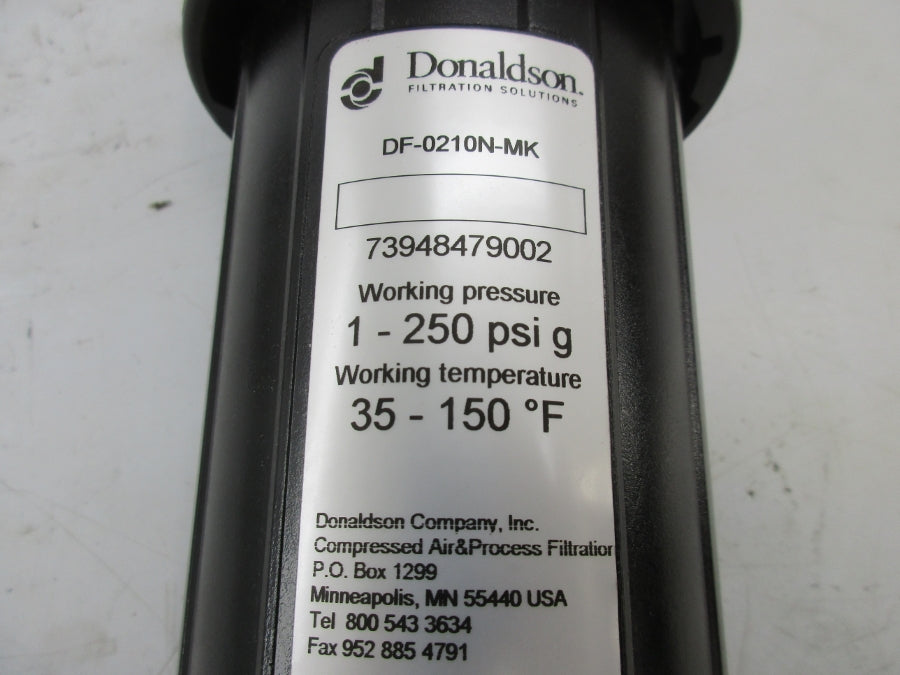 Donaldson.
FILTRATION SOLUTIONS
DF-0210N-MK
73948479002
Working pressure
1 - 250 psi g
Working temperature
35 - 150 °F
Donaldson Company, Inc.
Compressed Air&Process Filtration
P.O. Box 1299
Minneapolis, MN 55440 USA
Tel 800 543 3634
Fax 952 885 4791